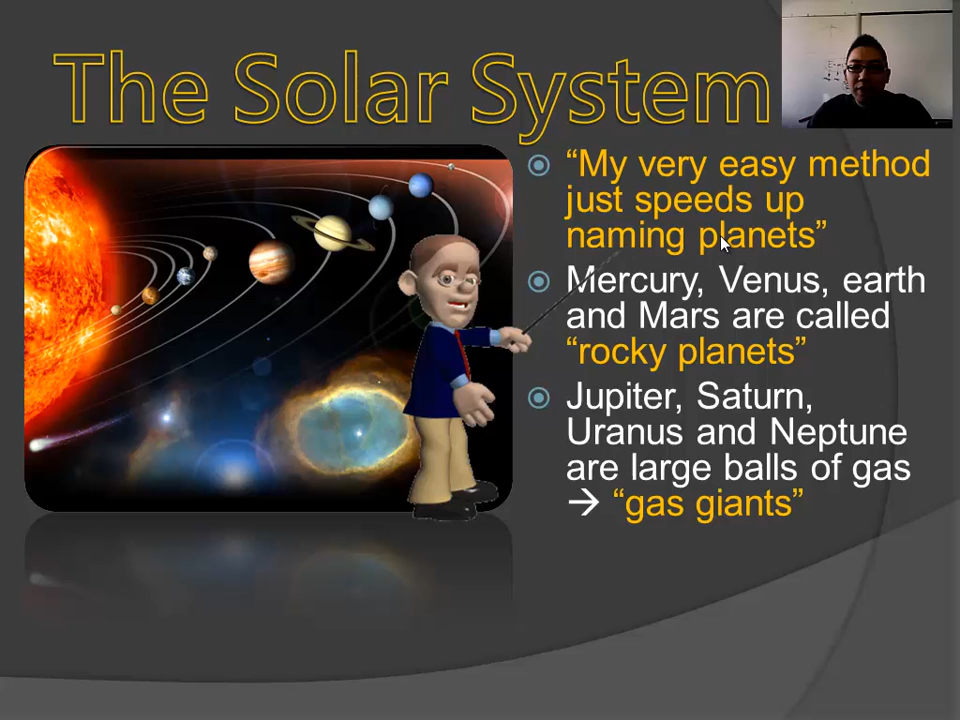 The Solar System
“My very easy method
just speeds up
naming planets”
Mercury, Venus, earth
and Mars are called
“rocky planets”
Jupiter, Saturn,
Uranus and Neptune
are large balls of gas
→ “gas giants”